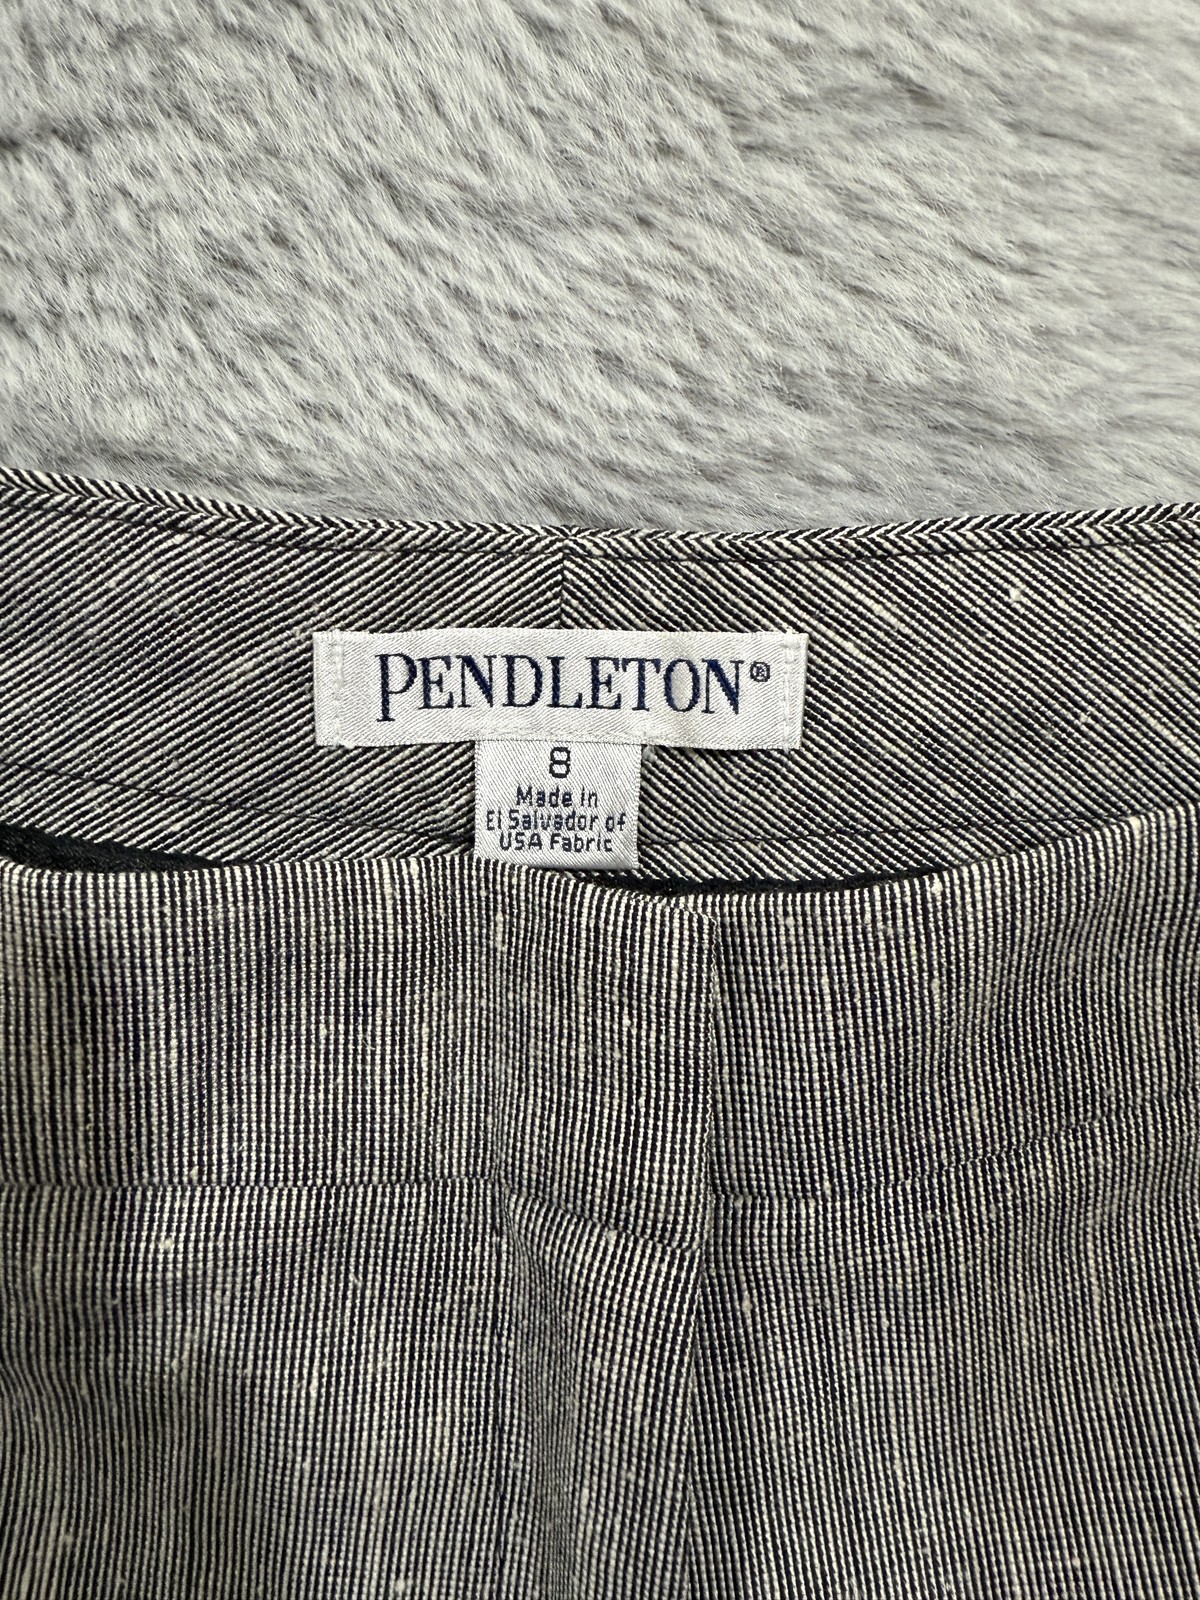 PENDLETON®
8
Made in
El Salvador of
USA Fabric